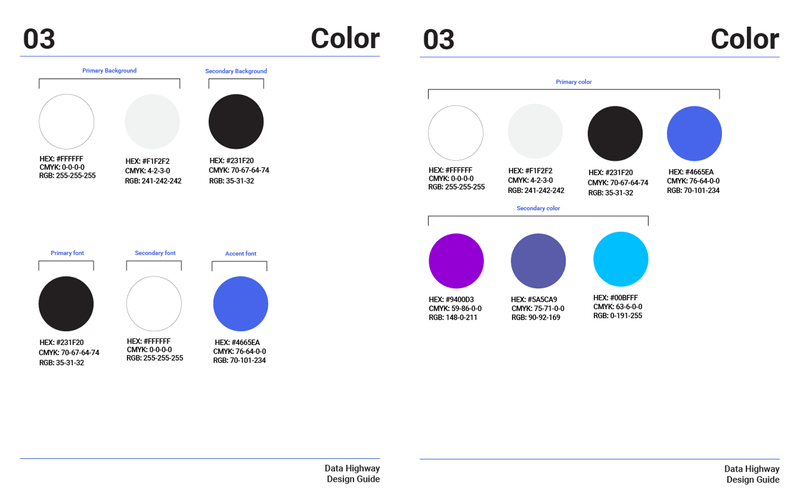 03
Color
Primary Background
Secondary Background
HEX: #FFFFFF
CMYK: 0-0-0-0
RGB: 255-255-255
HEX: #F1F2F2
CMYK: 4-2-3-0
RGB: 241-242-242
HEX: #231F20
CMYK: 70-67-64-74
RGB: 35-31-32
Primary font
Secondary font
Accent font
HEX: #231F20
CMYK: 70-67-64-74
RGB: 35-31-32
HEX: #FFFFFF
CMYK: 0-0-0-0
RGB: 255-255-255
HEX: #4665EA
CMYK: 76-64-0-0
RGB: 70-101-234
Data Highway
Design Guide
03
Color
Primary color
HEX: #FFFFFF
CMYK: 0-0-0-0
RGB: 255-255-255
HEX: #F1F2F2
CMYK: 4-2-3-0
RGB: 241-242-242
HEX: #231F20
CMYK: 70-67-64-74
RGB: 35-31-32
HEX: #4665EA
CMYK: 76-64-0-0
RGB: 70-101-234
Secondary color
HEX: #9400D3
CMYK: 59-86-0-0
RGB: 148-0-211
HEX: #5A5CA9
CMYK: 75-71-0-0
RGB: 90-92-169
HEX: #00BFFF
CMYK: 63-6-0-0
RGB: 0-191-255
Data Highway
Design Guide